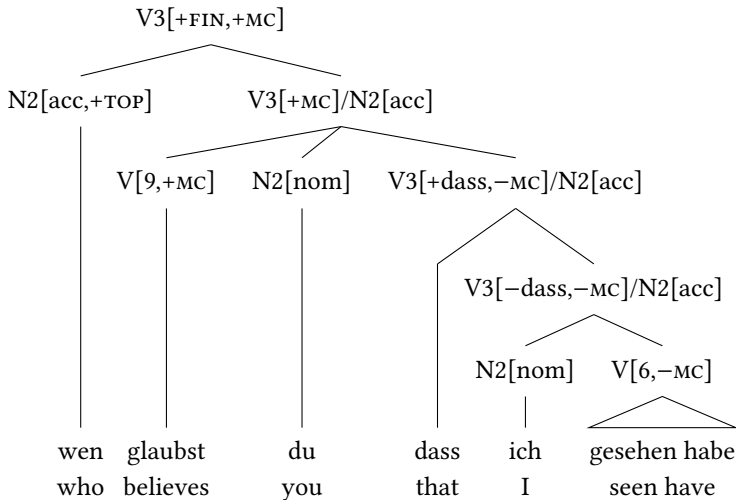 V3[+FIN,+MC]
N2[acc,+TOP] V3[+MC]/N2[acc]
V[9,+MC] N2[nom] V3[+dass,−MC]/N2[acc]
V3[−dass,−MC]/N2[acc]
N2[nom] V[6,−MC]
wen glaubst du dass ich gesehen habe
who believes you that I seen have